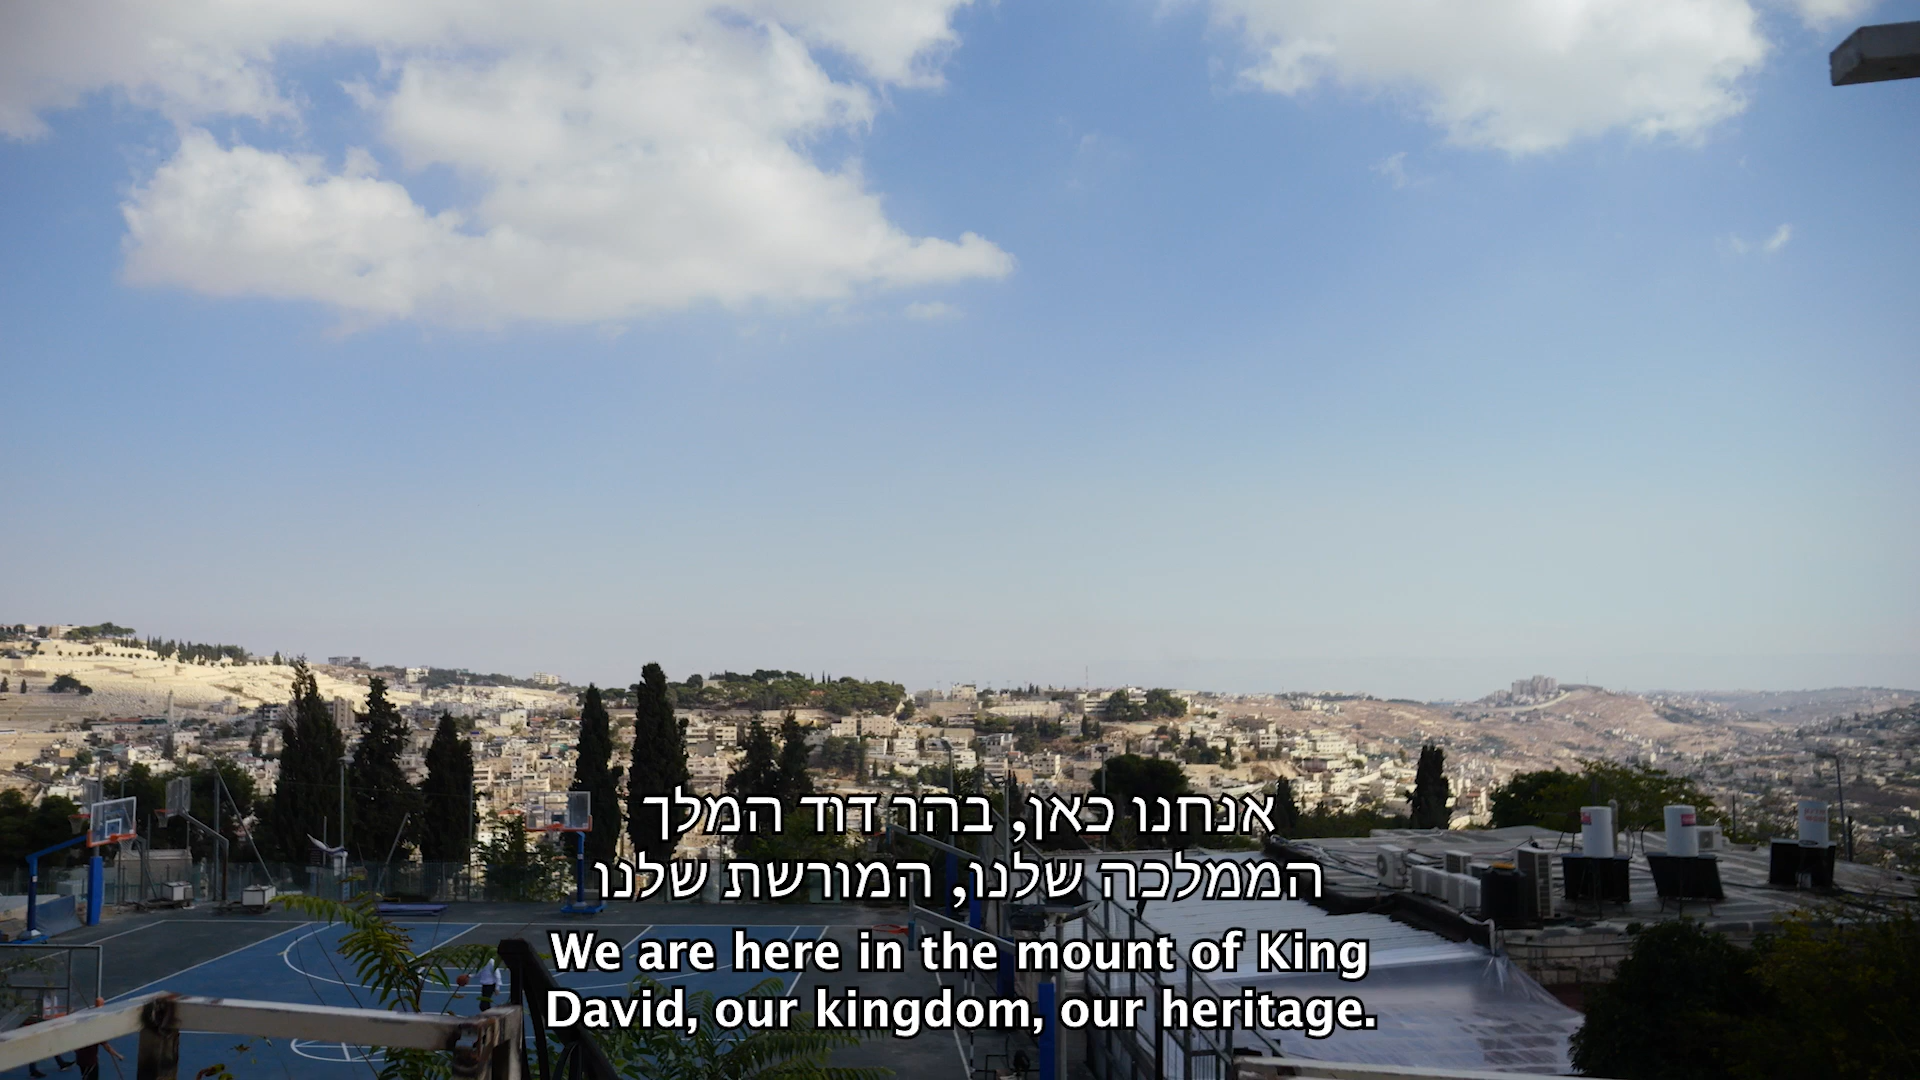 אנחנו כאן, בהר דוד המלך
הממלכה שלנו, המורשת שלנו
We are here in the mount of King
David, our kingdom, our heritage.